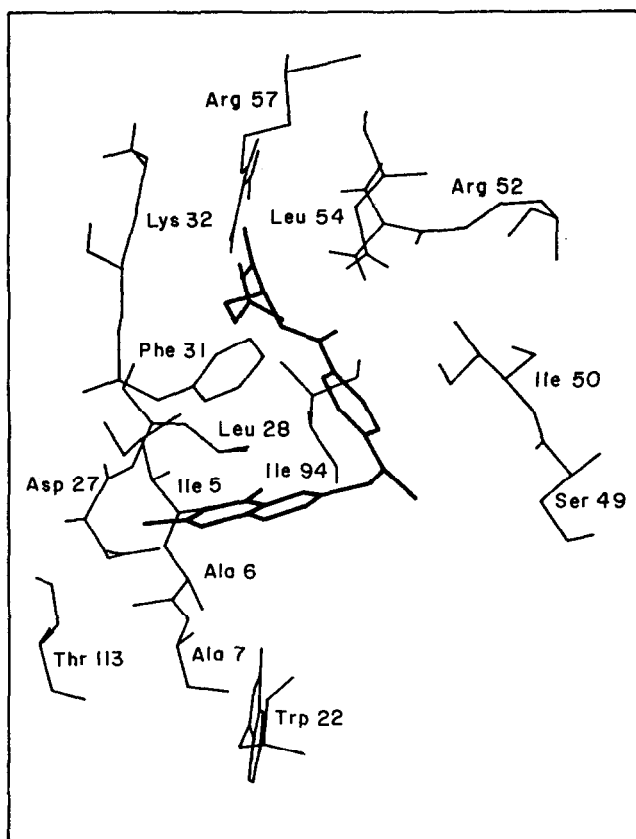 Arg 57
Arg 52
Lys 32
Leu 54
Phe 31
Ile 50
Leu 28
Asp 27
Ile 5
Ile 94
Ser 49
Ala 6
Thr 113
Ala 7
Trp 22